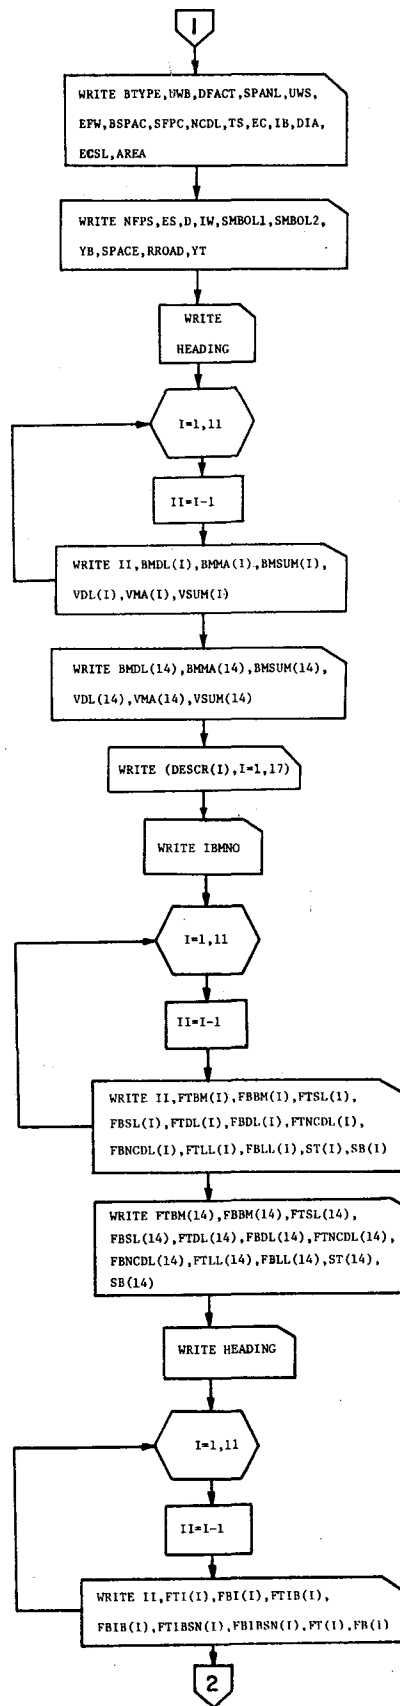 1
WRITE BTYPE,UWB,DFACT,SPANL,UWS,
EFW,BSPAC,SFPC,NCDL,TS,EC,IB,DIA,
ECSL,AREA
WRITE NFPS,ES,D,IW,SMBOL1,SMBOL2,
YB,SPACE,RROAD,YT
WRITE
HEADING
I=1,11
II=I-1
WRITE II,BMDL(I),BMMA(I),BMSUM(I),
VDL(I),VMA(I),VSUM(I)
WRITE BMDL(14),BMMA(14),BMSUM(14),
VDL(14),VMA(14),VSUM(14)
WRITE (DESCR(I),I=1,17)
WRITE IBMNO
I=1,11
II=I-1
WRITE II,FTBM(I),FBBM(I),FTSL(I),
FBSL(I),FTDL(I),FBDL(I),FTNCDL(I),
FBNCDL(I),FTLL(I),FBLL(I),ST(I),SB(I)
WRITE FTBM(14),FBBM(14),FTSL(14),
FBSL(14),FTDL(14),FBDL(14),FTNCDL(14),
FBNCDL(14),FTLL(14),FBLL(14),ST(14),
SB(14)
WRITE HEADING
I=1,11
II=I-1
WRITE II,FTI(I),FBI(I),FTIB(I),
FBIB(I),FTIBSN(I),FBIBSN(I),FT(I),FB(I)
2